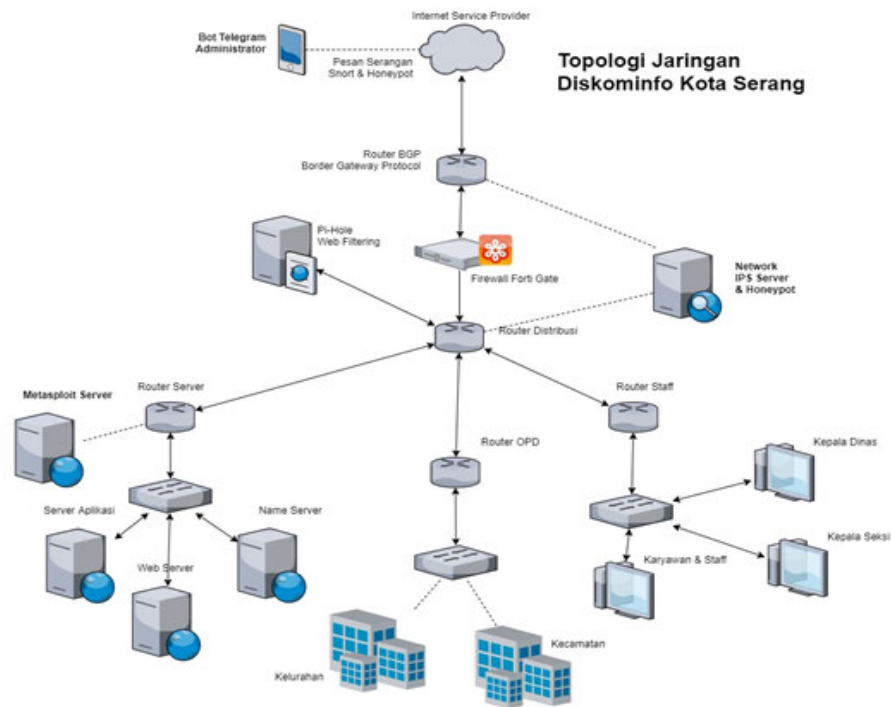 Internet Service Provider
Bot Telegram
Administrator
Pesan Serangan
Snort & Honeypot
Topologi Jaringan
Diskominfo Kota Serang
Router BGP
Border Gateway Protocol
Pi-Hole
Web Filtering
Firewall Forti Gate
Network
IPS Server
& Honeypot
Router Distribusi
Metasploit Server
Router Server
Router Staff
Router OPD
Kepala Dinas
Server Aplikasi
Name Server
Web Server
Karyawan & Staff
Kepala Seksi
Kelurahan
Kecamatan